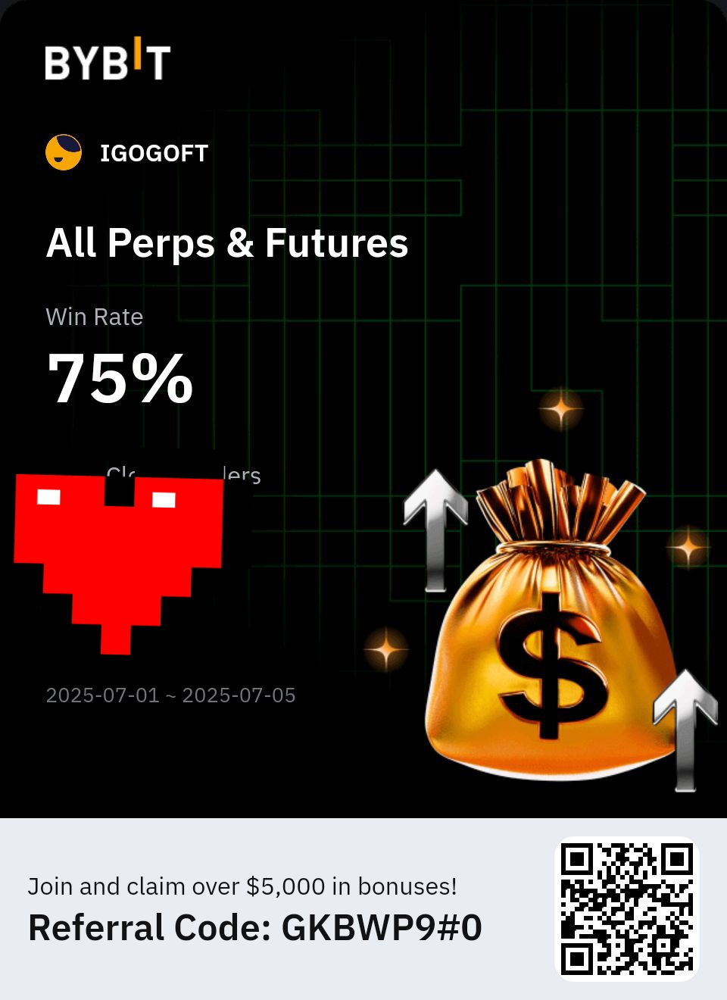 BYBIT
IGOGOFT
All Perps & Futures
Win Rate
75%
2025-07-01 ~ 2025-07-05
$
Join and claim over $5,000 in bonuses!
Referral Code: GKBWP9#0